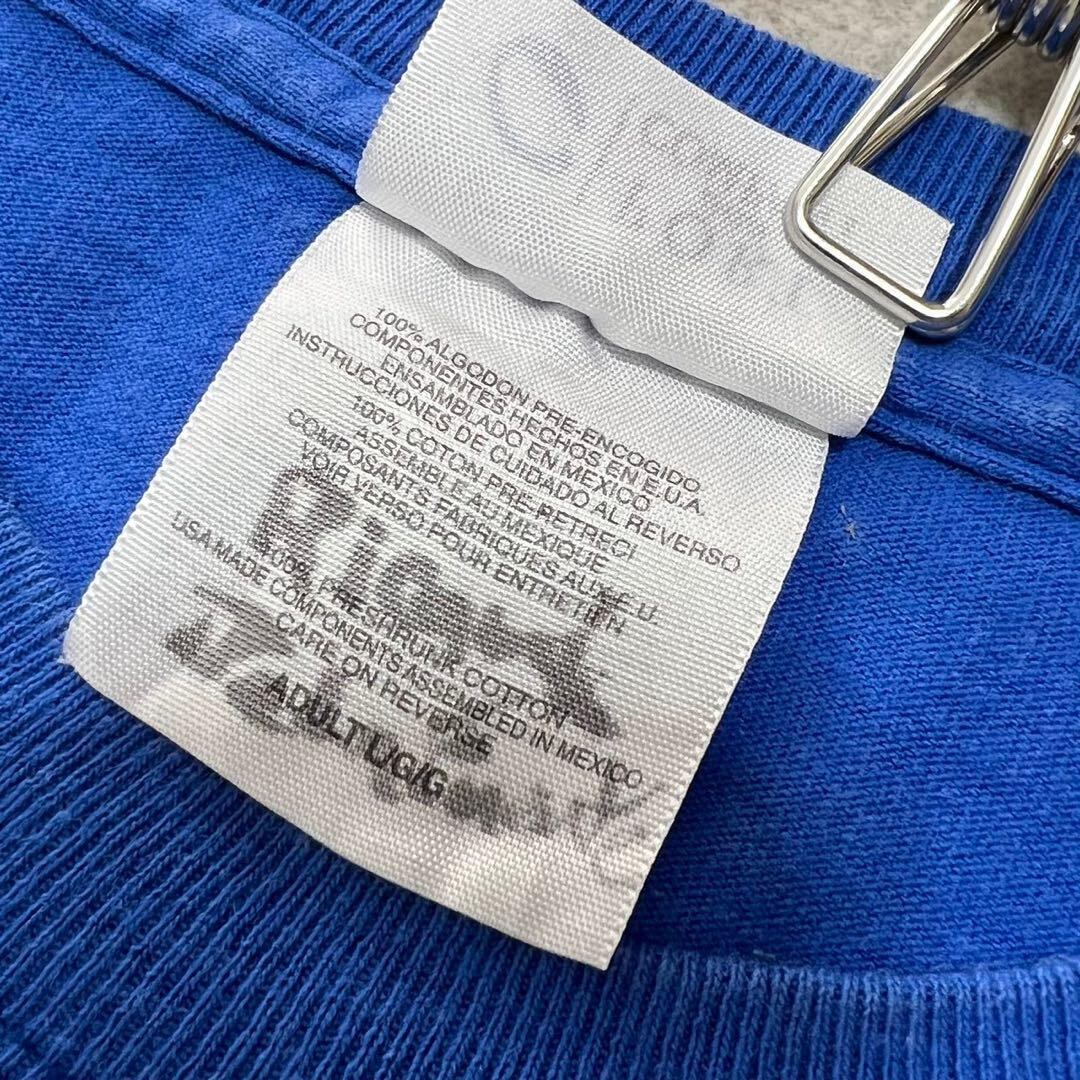 100% ALGODON PRE-ENCOGIDO
COMPONENTES HECHOS EN E.U.A.
ENSAMBLADO EN MEXICO
INSTRUCCIONES DE CUIDADO AL REVERSO
100% COTON PRE-RETRECI
ASSEMBLE AU MEXIQUE
COMPOSANTS FABRIQUES AUX E.U.
VOIR VERSO POUR ENTRETIEN
100% PRESHRUNK COTTON
USA MADE COMPONENTS ASSEMBLED IN MEXICO
CARE ON REVERSE
ADULT L/G/G